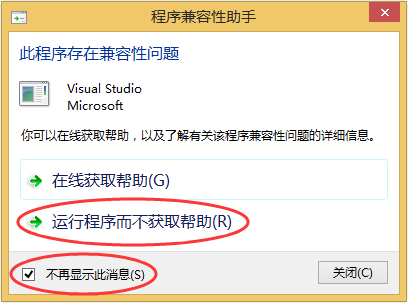 程序兼容性助手
此程序存在兼容性问题
Visual Studio
Microsoft
你可以在线获取帮助，以及了解有关该程序兼容性问题的详细信息。
在线获取帮助(G)
运行程序而不获取帮助(R)
不再显示此消息(S)
关闭(C)